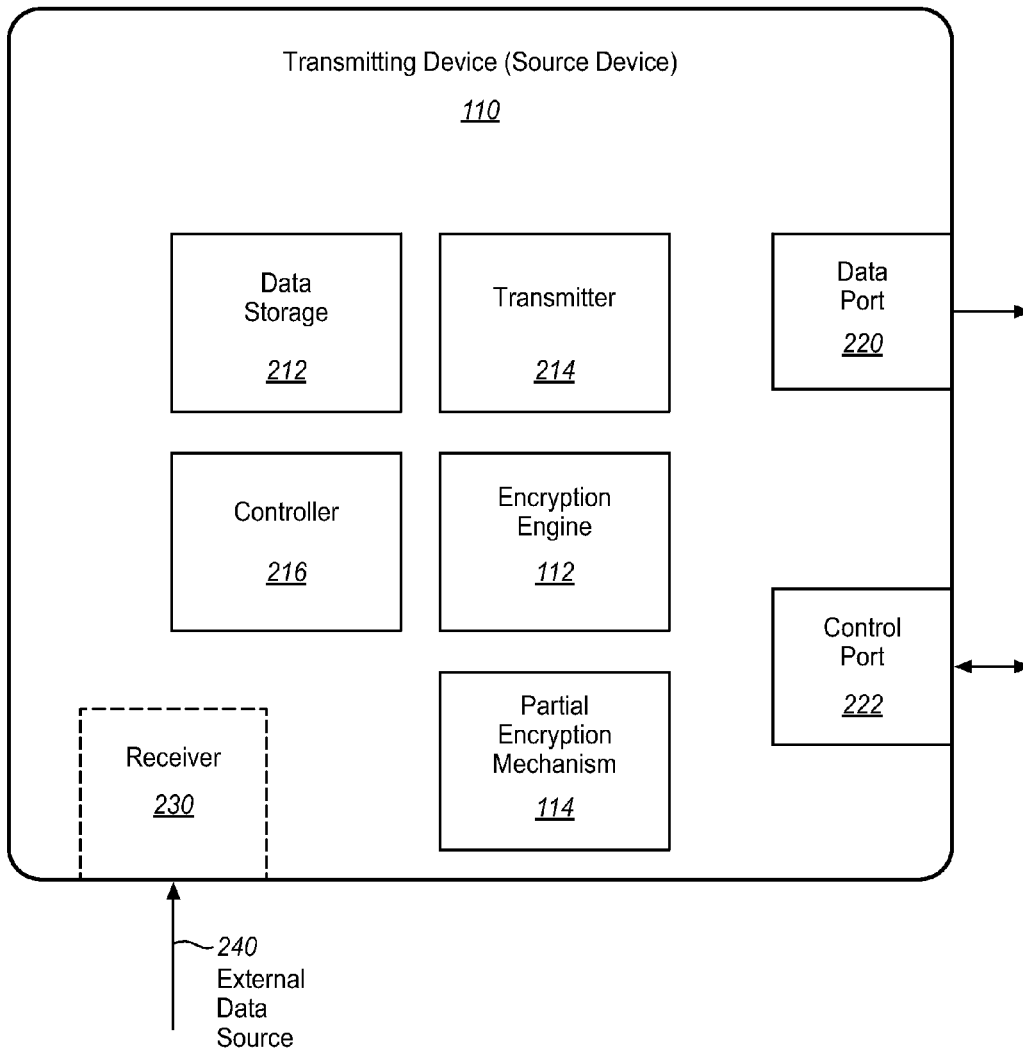 Transmitting Device (Source Device)
110
Data
Storage
212
Transmitter
214
Data
Port
220
Controller
216
Encryption
Engine
112
Control
Port
222
Partial
Encryption
Mechanism
114
Receiver
230
240
External
Data
Source